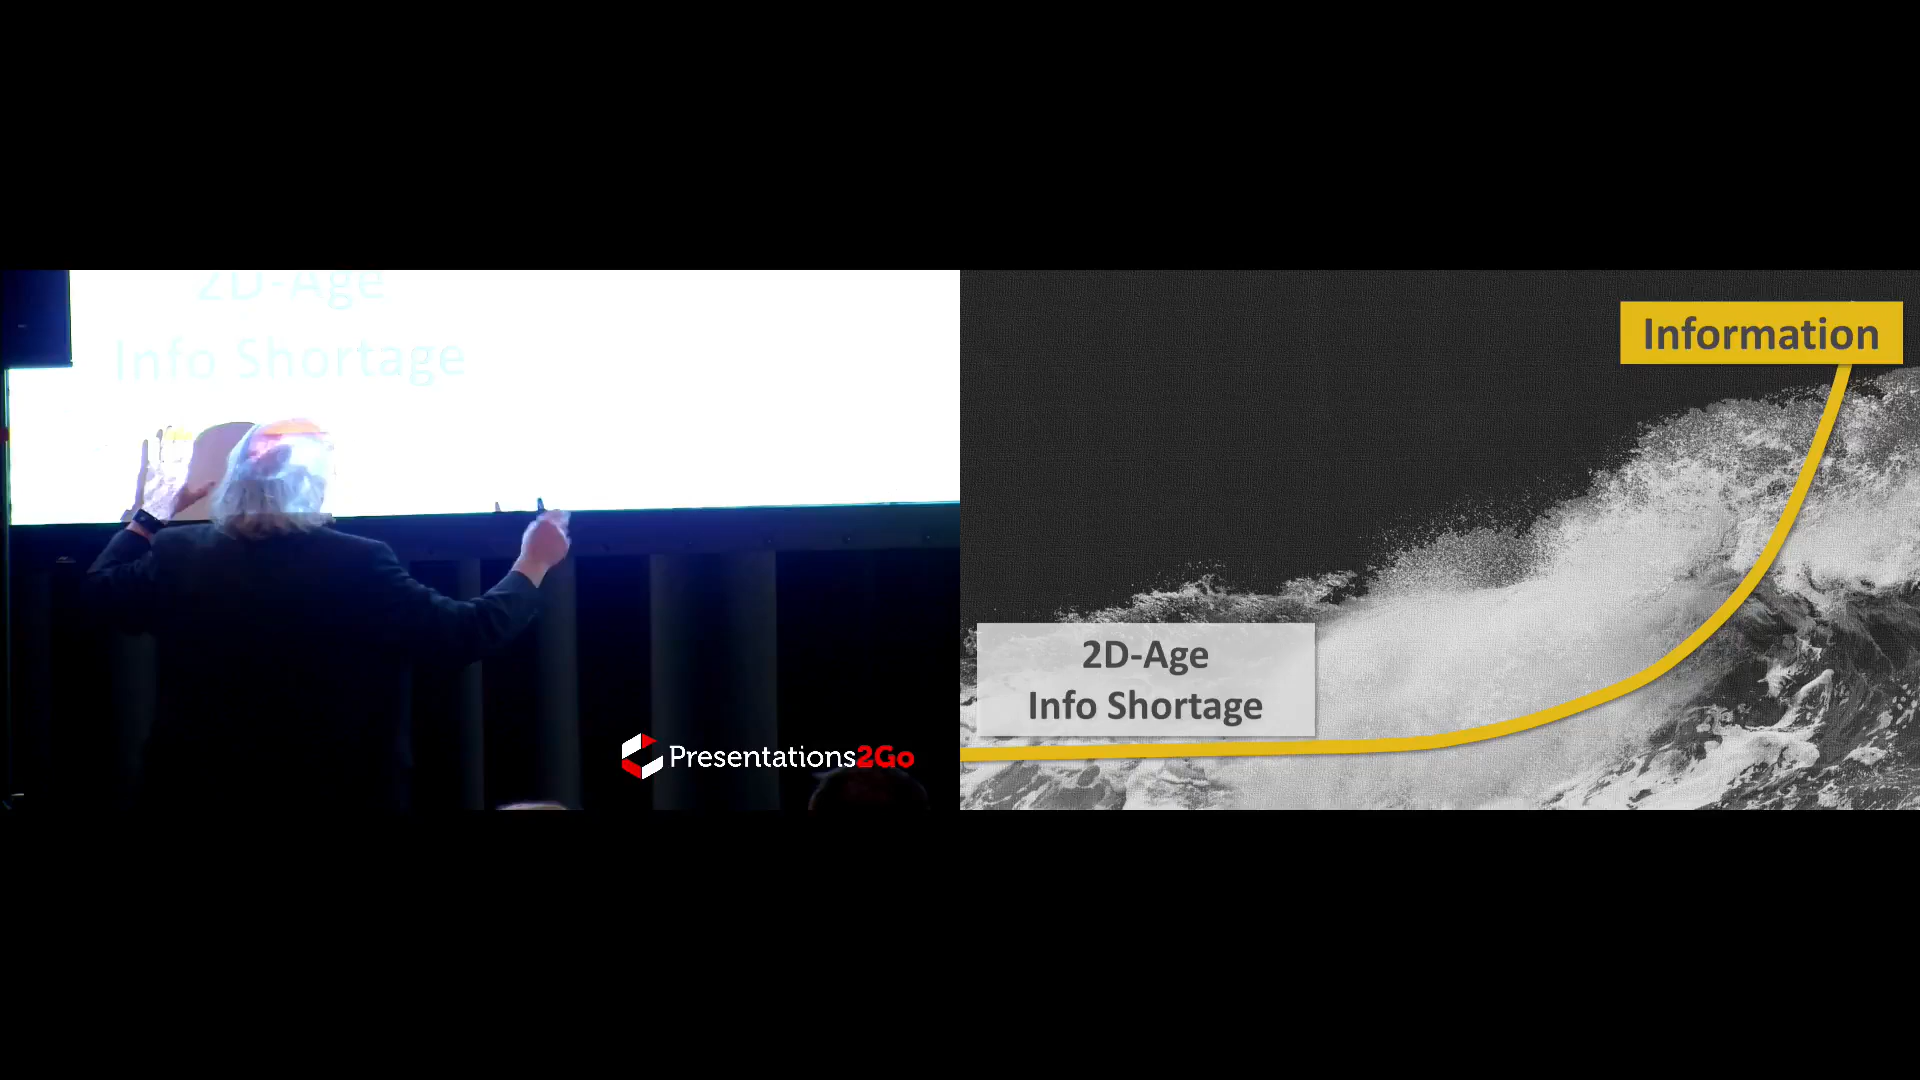 2D-Age
Info Shortage
Presentations2Go
Information
2D-Age
Info Shortage